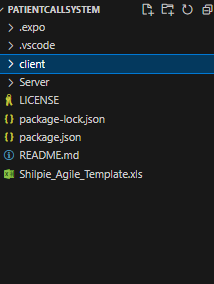 PATIENTCALLSYSTEM
.expo
.vscode
client
Server
LICENSE
package-lock.json
package.json
README.md
Shilpie_Agile_Template.xls